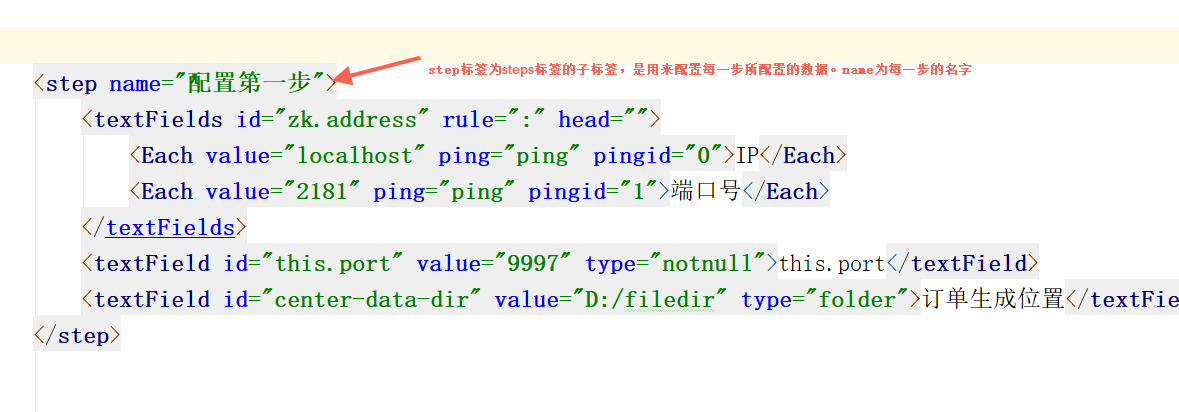 step标签为steps标签的子标签，是用来配置每一步所配置的数据。name为每一步的名字
<step name="配置第一步">
<textFields id="zk.address" rule=":" head="">
<Each value="localhost" ping="ping" pingid="0">IP</Each>
<Each value="2181" ping="ping" pingid="1">端口号</Each>
</textFields>
<textField id="this.port" value="9997" type="notnull">this.port</textField>
<textField id="center-data-dir" value="D:/filedir" type="folder">订单生成位置</textFie
</step>